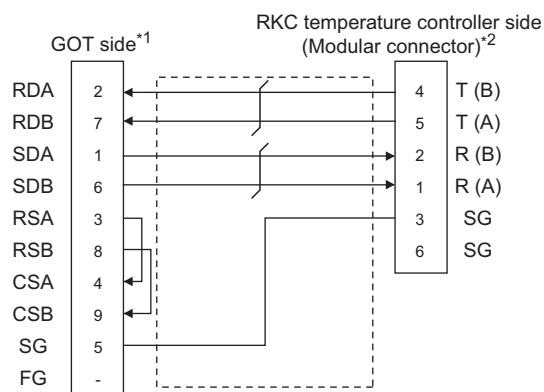 RKC temperature controller side
GOT side*1 (Modular connector)*2
RDA 2 4 T (B)
RDB 7 5 T (A)
SDA 1 2 R (B)
SDB 6 1 R (A)
RSA 3 3 SG
RSB 8 6 SG
CSA 4
CSB 9
SG 5
FG -